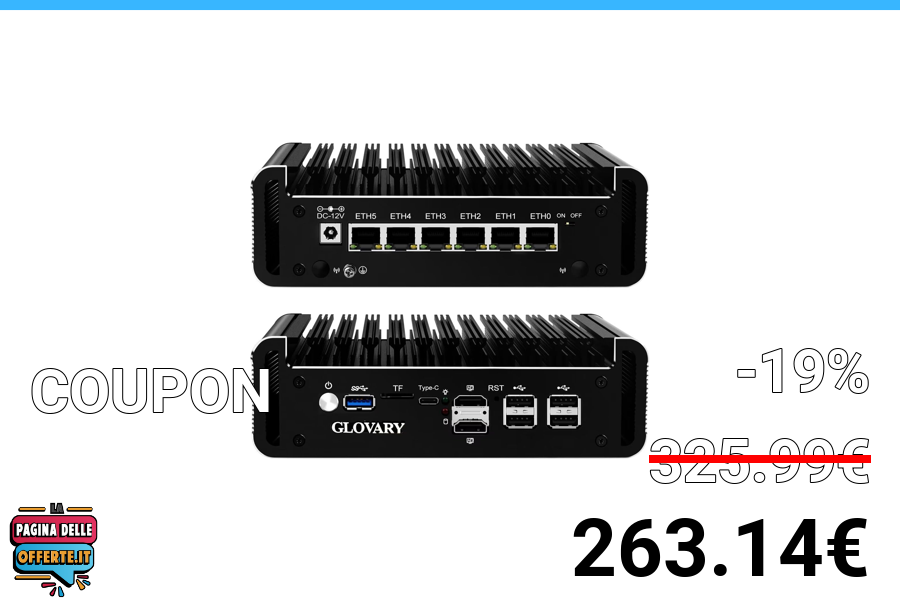 DC-12V ETH5 ETH4 ETH3 ETH2 ETH1 ETH0 ON OFF
TF Type-C RST
GLOVARY
COUPON
-19%
325.99€
263.14€
LA
PAGINA DELLE
OFFERTE.IT